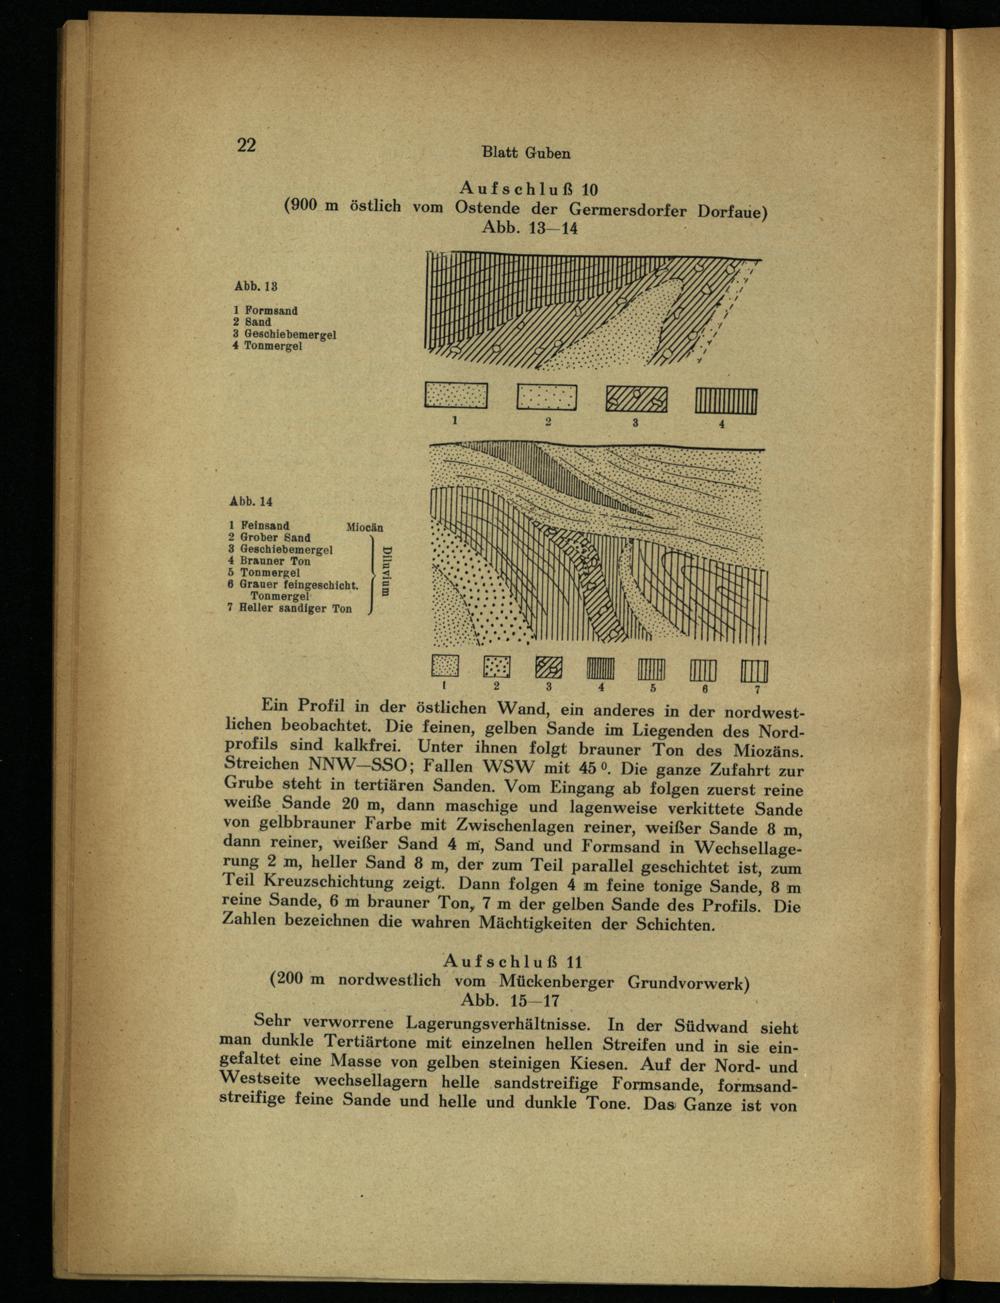 22
Blatt Guben
Aufschluß 10
(900 m östlich vom Ostende der Germersdorfer Dorfaue)
Abb. 13—14
Abb. 13
1 Formsand
2 Sand
3 Geschiebemergel
4 Tonmergel
1 2 3 4
Abb. 14
1 Feinsand Miocän
2 Grober Sand
3 Geschiebemergel
4 Brauner Ton
5 Tonmergel
6 Grauer feingeschicht.
Tonmergel
7 Heller sandiger Ton
Diluvium
1 2 3 4 5 6 7
Ein Profil in der östlichen Wand, ein anderes in der nordwest-
lichen beobachtet. Die feinen, gelben Sande im Liegenden des Nord-
profils sind kalkfrei. Unter ihnen folgt brauner Ton des Miozäns.
Streichen NNW—SSO; Fallen WSW mit 45⁰. Die ganze Zufahrt zur
Grube steht in tertiären Sanden. Vom Eingang ab folgen zuerst reine
weiße Sande 20 m, dann maschige und lagenweise verkittete Sande
von gelbbrauner Farbe mit Zwischenlagen reiner, weißer Sande 8 m,
dann reiner, weißer Sand 4 m, Sand und Formsand in Wechsellage-
rung 2 m, heller Sand 8 m, der zum Teil parallel geschichtet ist, zum
Teil Kreuzschichtung zeigt. Dann folgen 4 m feine tonige Sande, 8 m
reine Sande, 6 m brauner Ton, 7 m der gelben Sande des Profils. Die
Zahlen bezeichnen die wahren Mächtigkeiten der Schichten.
Aufschluß 11
(200 m nordwestlich vom Mückenberger Grundvorwerk)
Abb. 15—17
Sehr verworrene Lagerungsverhältnisse. In der Südwand sieht
man dunkle Tertiärtone mit einzelnen hellen Streifen und in sie ein-
gefaltet eine Masse von gelben steinigen Kiesen. Auf der Nord- und
Westseite wechsellagern helle sandstreifige Formsande, formsand-
streifige feine Sande und helle und dunkle Tone. Das Ganze ist von